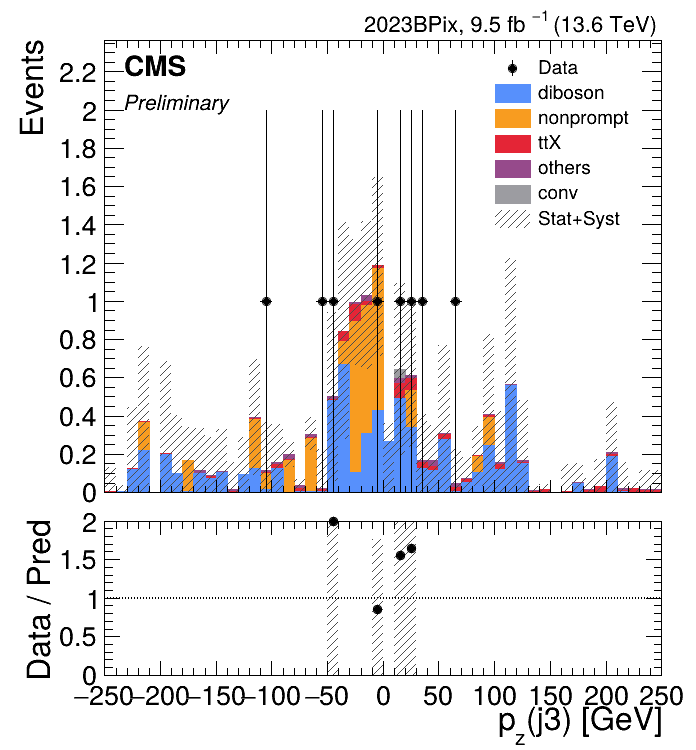 2023BPix, 9.5 fb⁻¹ (13.6 TeV)
CMS
Preliminary
Events
Data
diboson
nonprompt
ttX
others
conv
Stat+Syst
2.2
2
1.8
1.6
1.4
1.2
1
0.8
0.6
0.4
0.2
0
Data / Pred
2
1.5
1
0.5
0
−250 −200 −150 −100 −50 0 50 100 150 200 250
p_z(j3) [GeV]